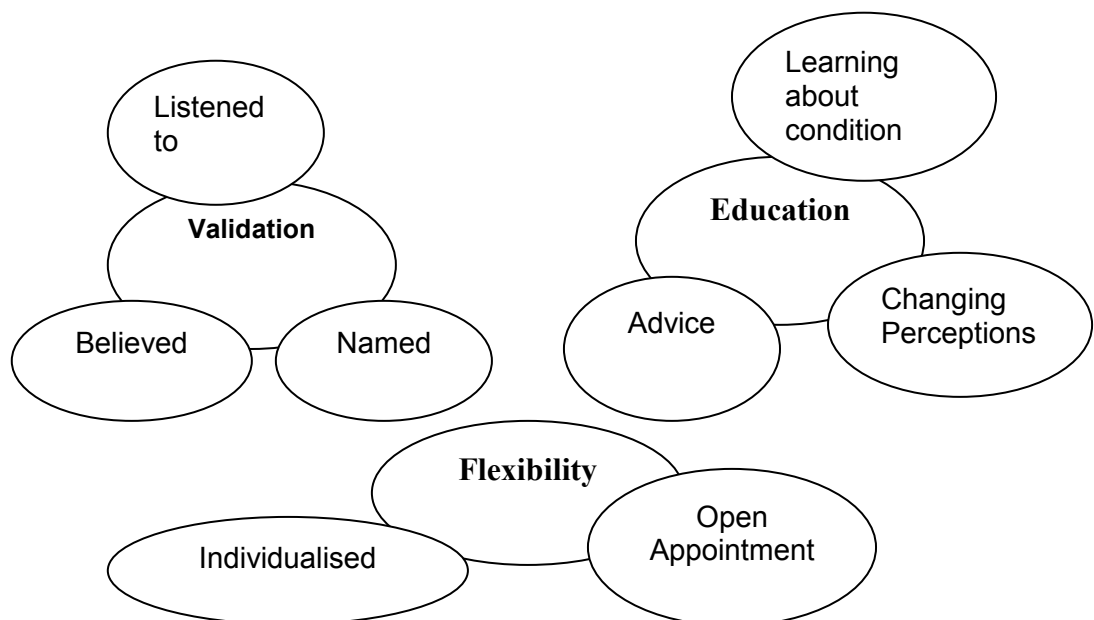 Listened
to
Validation
Believed
Named
Learning
about
condition
Education
Advice
Changing
Perceptions
Flexibility
Individualised
Open
Appointment